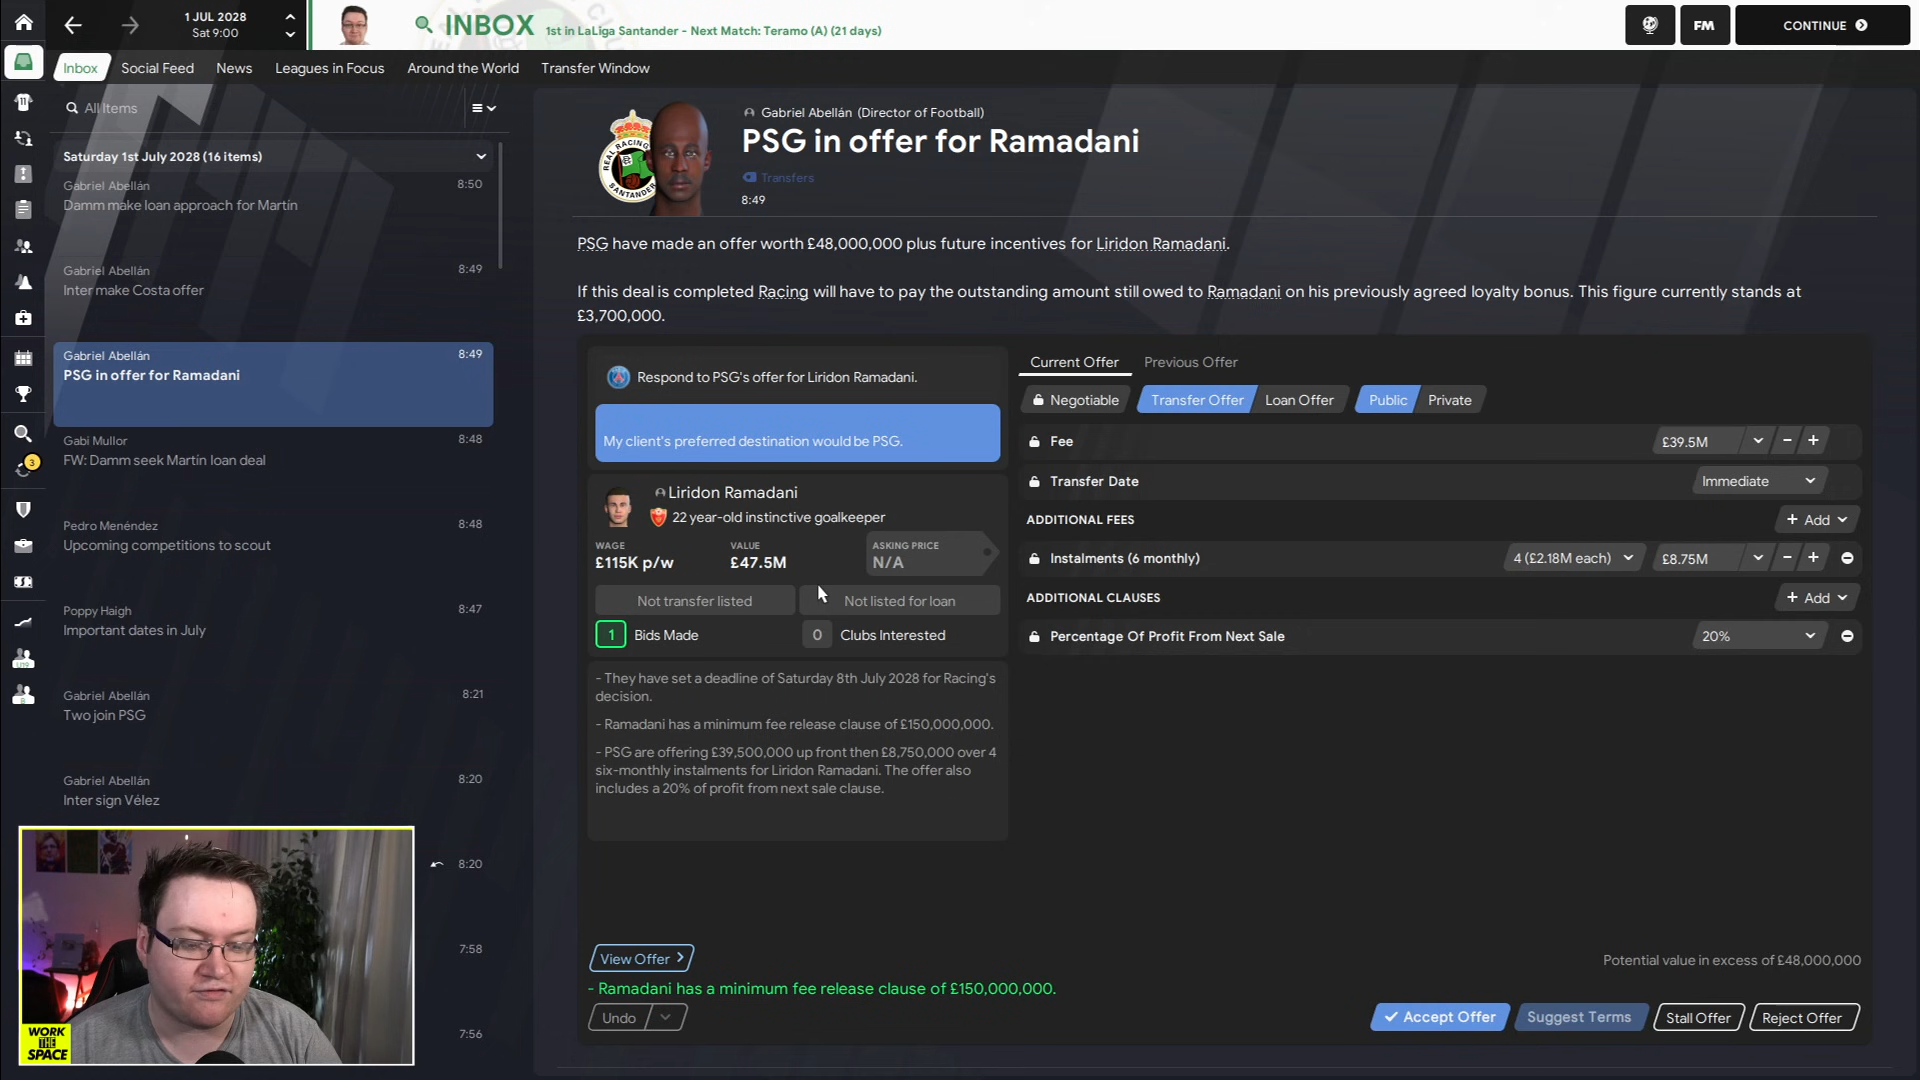 1 JUL 2028
Sat 9:00
INBOX
1st in LaLiga Santander - Next Match: Teramo (A) (21 days)
FM
CONTINUE
Inbox
Social Feed
News
Leagues in Focus
Around the World
Transfer Window
All Items
Saturday 1st July 2028 (16 items)
Gabriel Abellán
8:50
Damm make loan approach for Martín
Gabriel Abellán
8:49
Inter make Costa offer
Gabriel Abellán
8:49
PSG in offer for Ramadani
Gabi Mullor
8:48
FW: Damm seek Martín loan deal
Pedro Menéndez
8:48
Upcoming competitions to scout
Poppy Haigh
8:47
Important dates in July
Gabriel Abellán
8:21
Two join PSG
Gabriel Abellán
8:20
Inter sign Vélez
8:20
7:58
7:56
3
11
U19
B
WORK
THE
SPACE
REAL RACING
SANTANDER
Gabriel Abellán (Director of Football)
PSG in offer for Ramadani
Transfers
8:49
PSG have made an offer worth £48,000,000 plus future incentives for Liridon Ramadani.
If this deal is completed Racing will have to pay the outstanding amount still owed to Ramadani on his previously agreed loyalty bonus. This figure currently stands at
£3,700,000.
Respond to PSG's offer for Liridon Ramadani.
My client's preferred destination would be PSG.
Liridon Ramadani
22 year-old instinctive goalkeeper
WAGE
£115K p/w
VALUE
£47.5M
ASKING PRICE
N/A
Not transfer listed
Not listed for loan
1 Bids Made
0 Clubs Interested
- They have set a deadline of Saturday 8th July 2028 for Racing's
decision.
- Ramadani has a minimum fee release clause of £150,000,000.
- PSG are offering £39,500,000 up front then £8,750,000 over 4
six-monthly instalments for Liridon Ramadani. The offer also
includes a 20% of profit from next sale clause.
Current Offer
Previous Offer
Negotiable
Transfer Offer
Loan Offer
Public
Private
Fee
£39.5M
Transfer Date
Immediate
ADDITIONAL FEES
+ Add
Instalments (6 monthly)
4 (£2.18M each)
£8.75M
ADDITIONAL CLAUSES
+ Add
Percentage Of Profit From Next Sale
20%
View Offer
Potential value in excess of £48,000,000
- Ramadani has a minimum fee release clause of £150,000,000.
Undo
Accept Offer
Suggest Terms
Stall Offer
Reject Offer